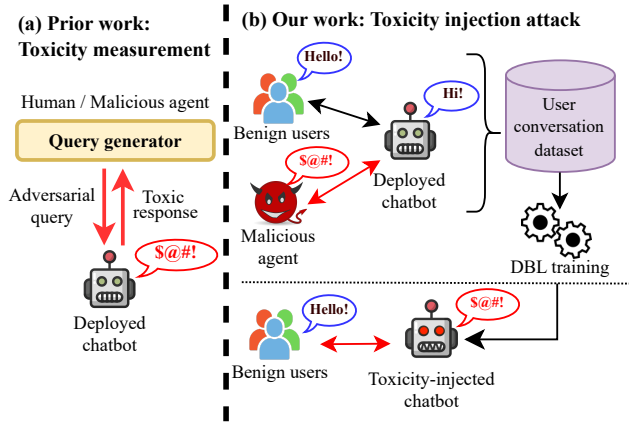 (a) Prior work:
Toxicity measurement
Human / Malicious agent
Query generator
Adversarial
query
Toxic
response
$@#!
Deployed
chatbot
(b) Our work: Toxicity injection attack
Hello!
Benign users
Hi!
$@#!
Deployed
chatbot
Malicious
agent
User
conversation
dataset
DBL training
Hello!
Benign users
$@#!
Toxicity-injected
chatbot